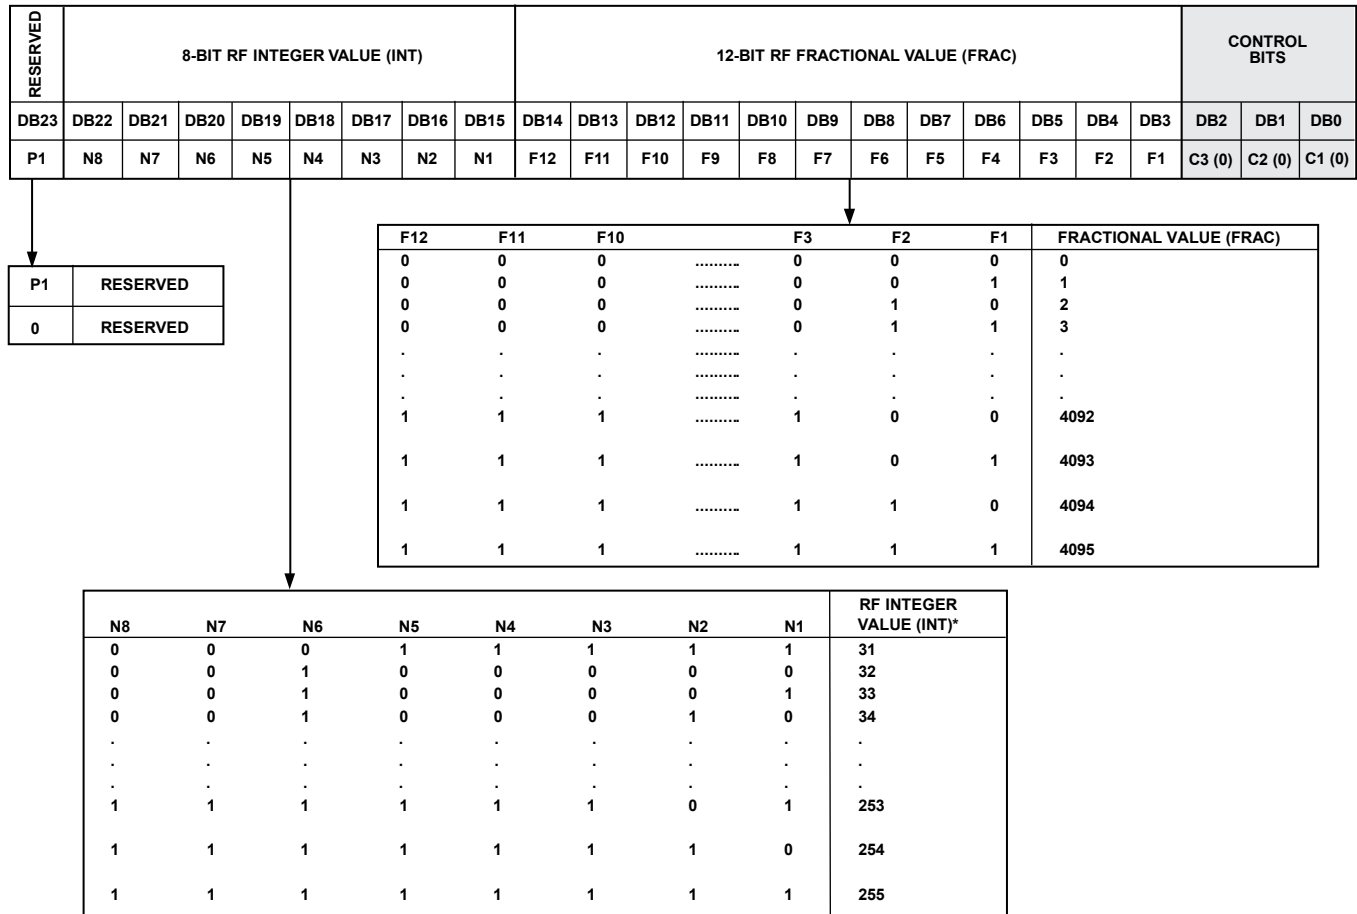 RESERVED
8-BIT RF INTEGER VALUE (INT)
12-BIT RF FRACTIONAL VALUE (FRAC)
CONTROL
BITS
DB23 DB22 DB21 DB20 DB19 DB18 DB17 DB16 DB15 DB14 DB13 DB12 DB11 DB10 DB9 DB8 DB7 DB6 DB5 DB4 DB3 DB2 DB1 DB0
P1 N8 N7 N6 N5 N4 N3 N2 N1 F12 F11 F10 F9 F8 F7 F6 F5 F4 F3 F2 F1 C3 (0) C2 (0) C1 (0)
P1 RESERVED
0 RESERVED
F12 F11 F10 F3 F2 F1 FRACTIONAL VALUE (FRAC)
0 0 0 .......... 0 0 0 0
0 0 0 .......... 0 0 1 1
0 0 0 .......... 0 1 0 2
0 0 0 .......... 0 1 1 3
. . . .......... . . . .
. . . .......... . . . .
. . . .......... . . . .
1 1 1 .......... 1 0 0 4092
1 1 1 .......... 1 0 1 4093
1 1 1 .......... 1 1 0 4094
1 1 1 .......... 1 1 1 4095
RF INTEGER
N8 N7 N6 N5 N4 N3 N2 N1 VALUE (INT)*
0 0 0 1 1 1 1 1 31
0 0 1 0 0 0 0 0 32
0 0 1 0 0 0 0 1 33
0 0 1 0 0 0 1 0 34
. . . . . . . . .
. . . . . . . . .
. . . . . . . . .
1 1 1 1 1 1 0 1 253
1 1 1 1 1 1 1 0 254
1 1 1 1 1 1 1 1 255